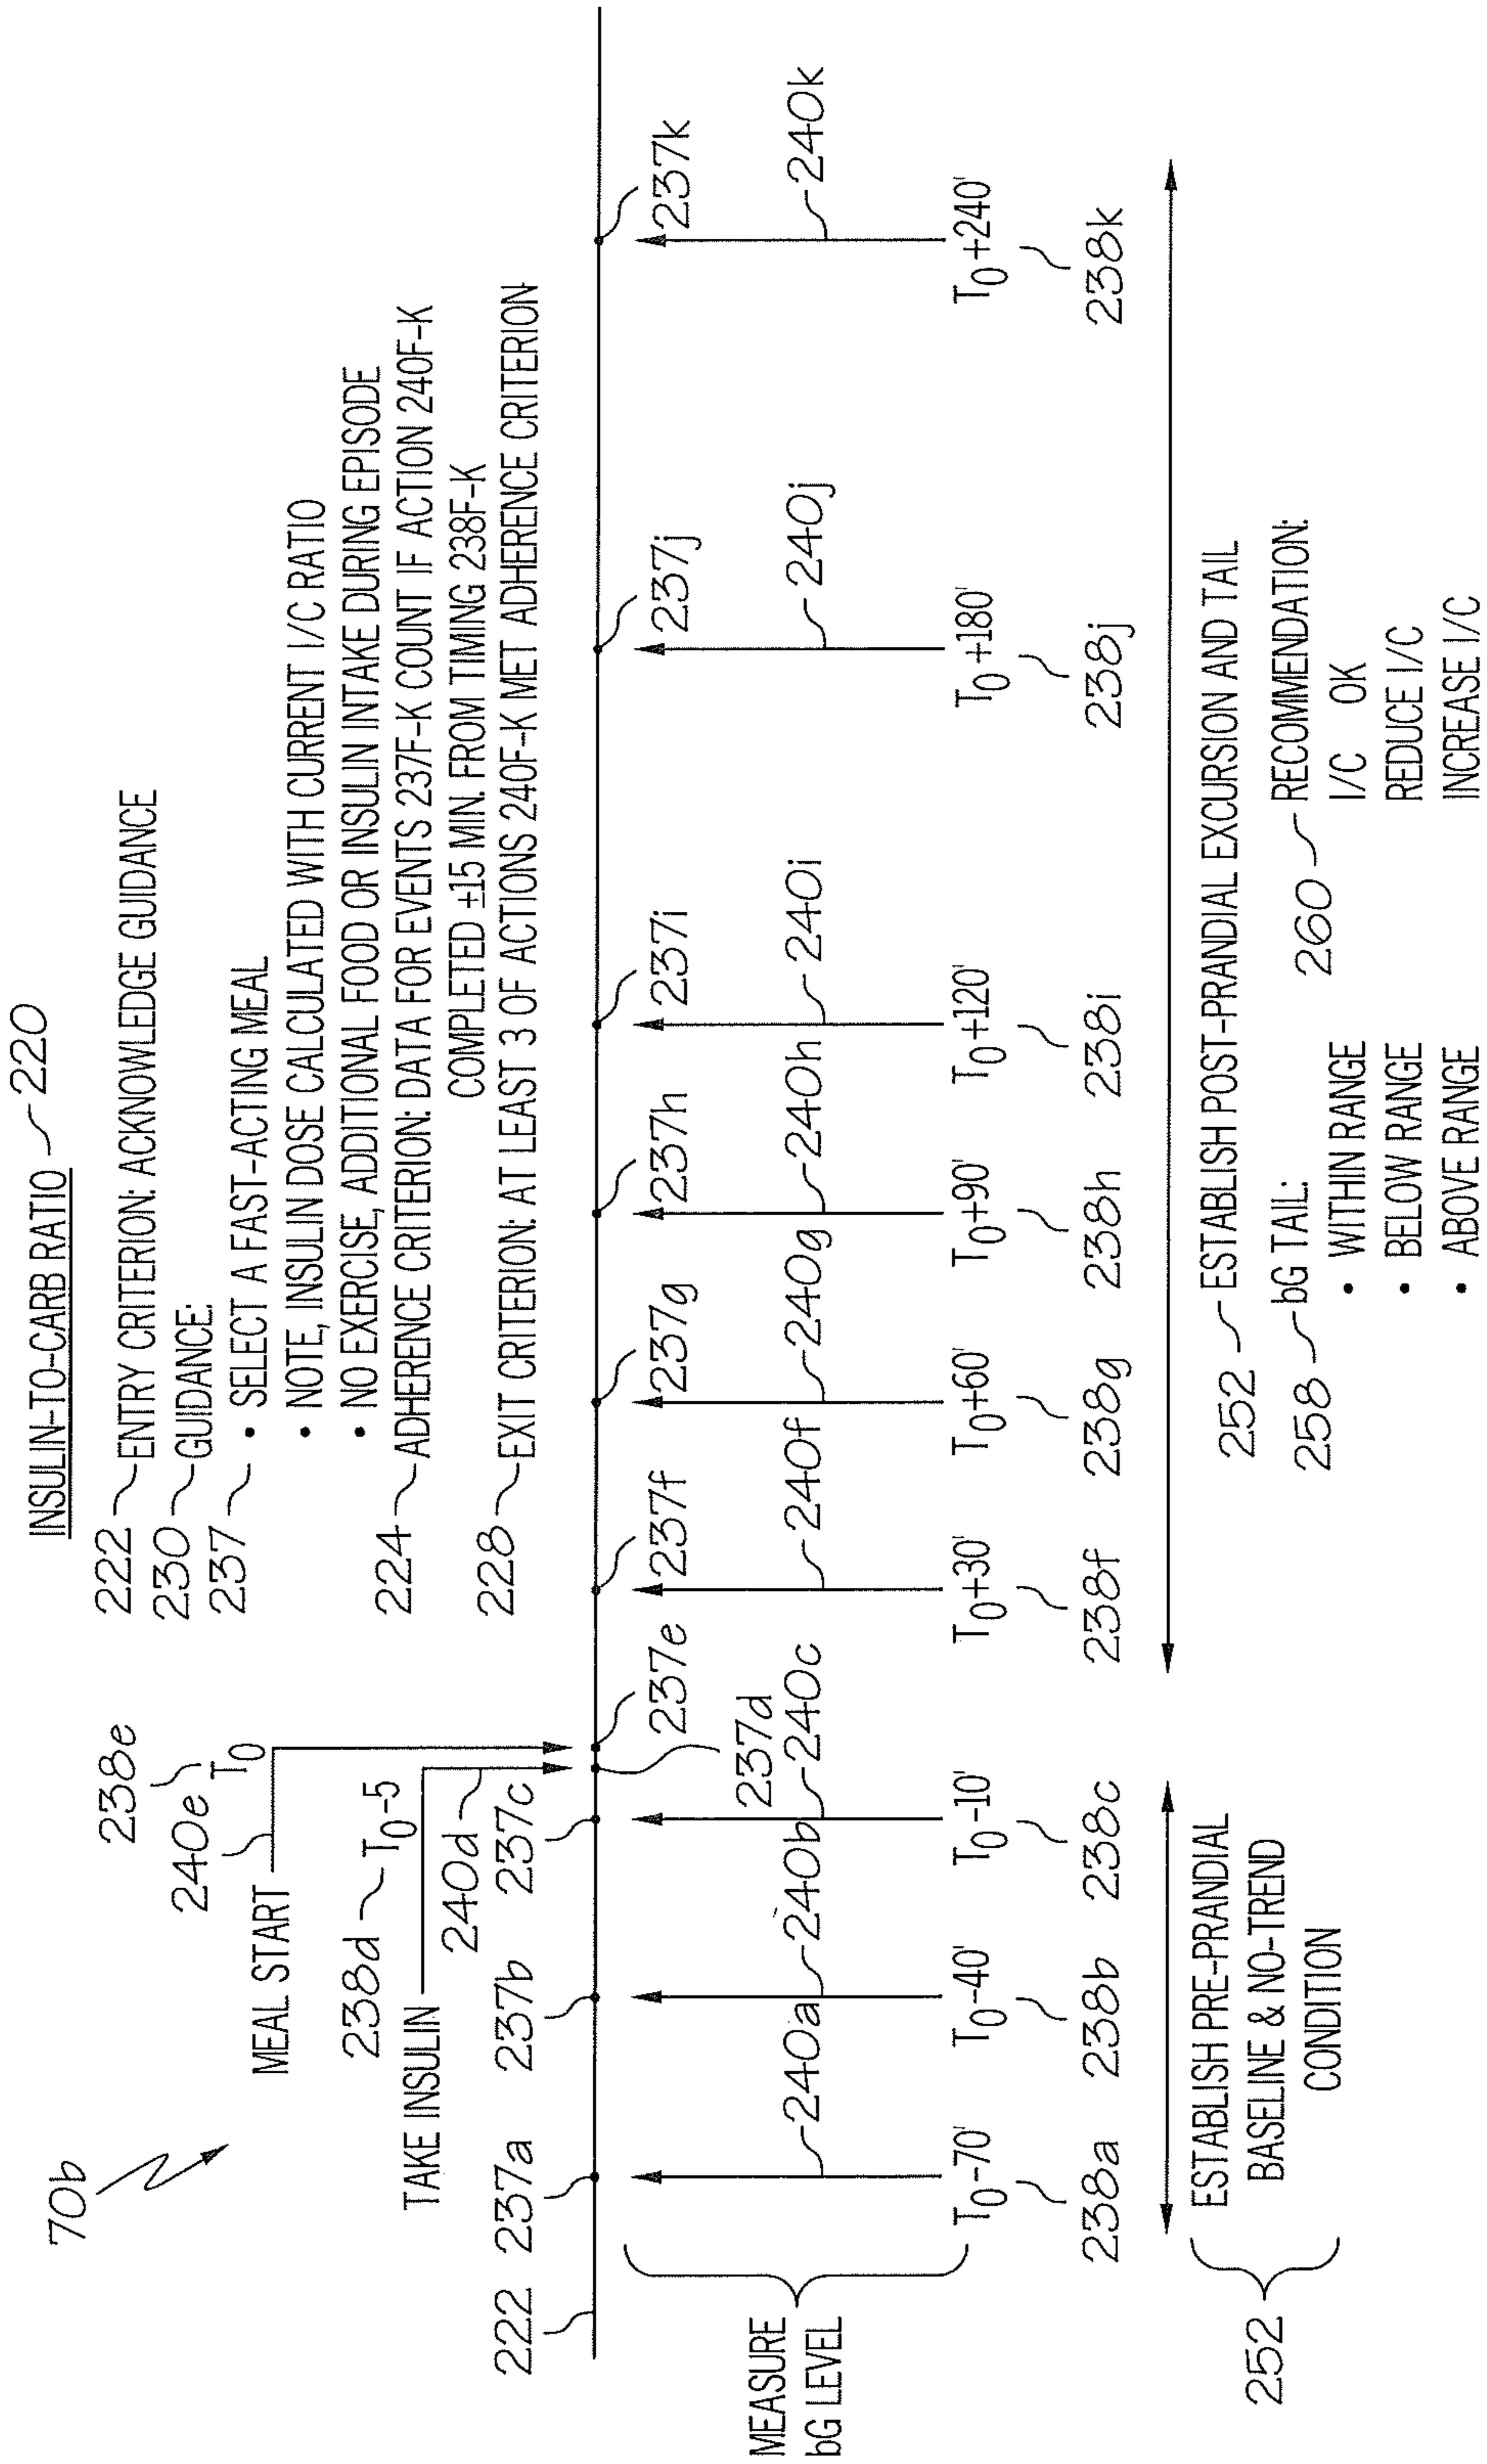 INSULIN-TO-CARB RATIO 220
70b
222 ENTRY CRITERION: ACKNOWLEDGE GUIDANCE
230 GUIDANCE:
237 • SELECT A FAST-ACTING MEAL
• NOTE, INSULIN DOSE CALCULATED WITH CURRENT I/C RATIO
• NO EXERCISE, ADDITIONAL FOOD OR INSULIN INTAKE DURING EPISODE
224 ADHERENCE CRITERION: DATA FOR EVENTS 237F-K COUNT IF ACTION 240F-K
COMPLETED ±15 MIN. FROM TIMING 238F-K
228 EXIT CRITERION: AT LEAST 3 OF ACTIONS 240F-K MET ADHERENCE CRITERION
238e
240e T0
MEAL START
238d T0-5
TAKE INSULIN
240d
222 237a 237b 237c
237e 237f 237g 237h 237i 237j 237k
237d
MEASURE
bG LEVEL
240a 240b 240c 240f 240g 240h 240i 240j 240k
T0-70' T0-40' T0-10' T0+30' T0+60' T0+90' T0+120' T0+180' T0+240'
238a 238b 238c 238f 238g 238h 238i 238j 238k
252
ESTABLISH PRE-PRANDIAL
BASELINE & NO-TREND
CONDITION
252 ESTABLISH POST-PRANDIAL EXCURSION AND TAIL
258 bG TAIL: 260 RECOMMENDATION:
• WITHIN RANGE I/C OK
• BELOW RANGE REDUCE I/C
• ABOVE RANGE INCREASE I/C